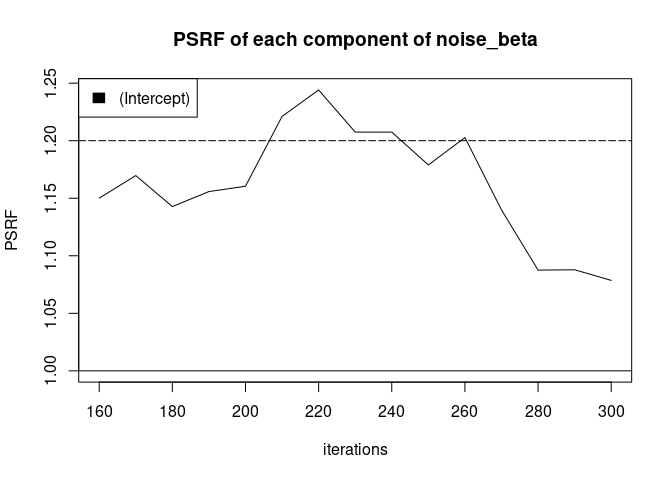 PSRF of each component of noise_beta
(Intercept)
PSRF
1.25
1.20
1.15
1.10
1.05
1.00
160 180 200 220 240 260 280 300
iterations